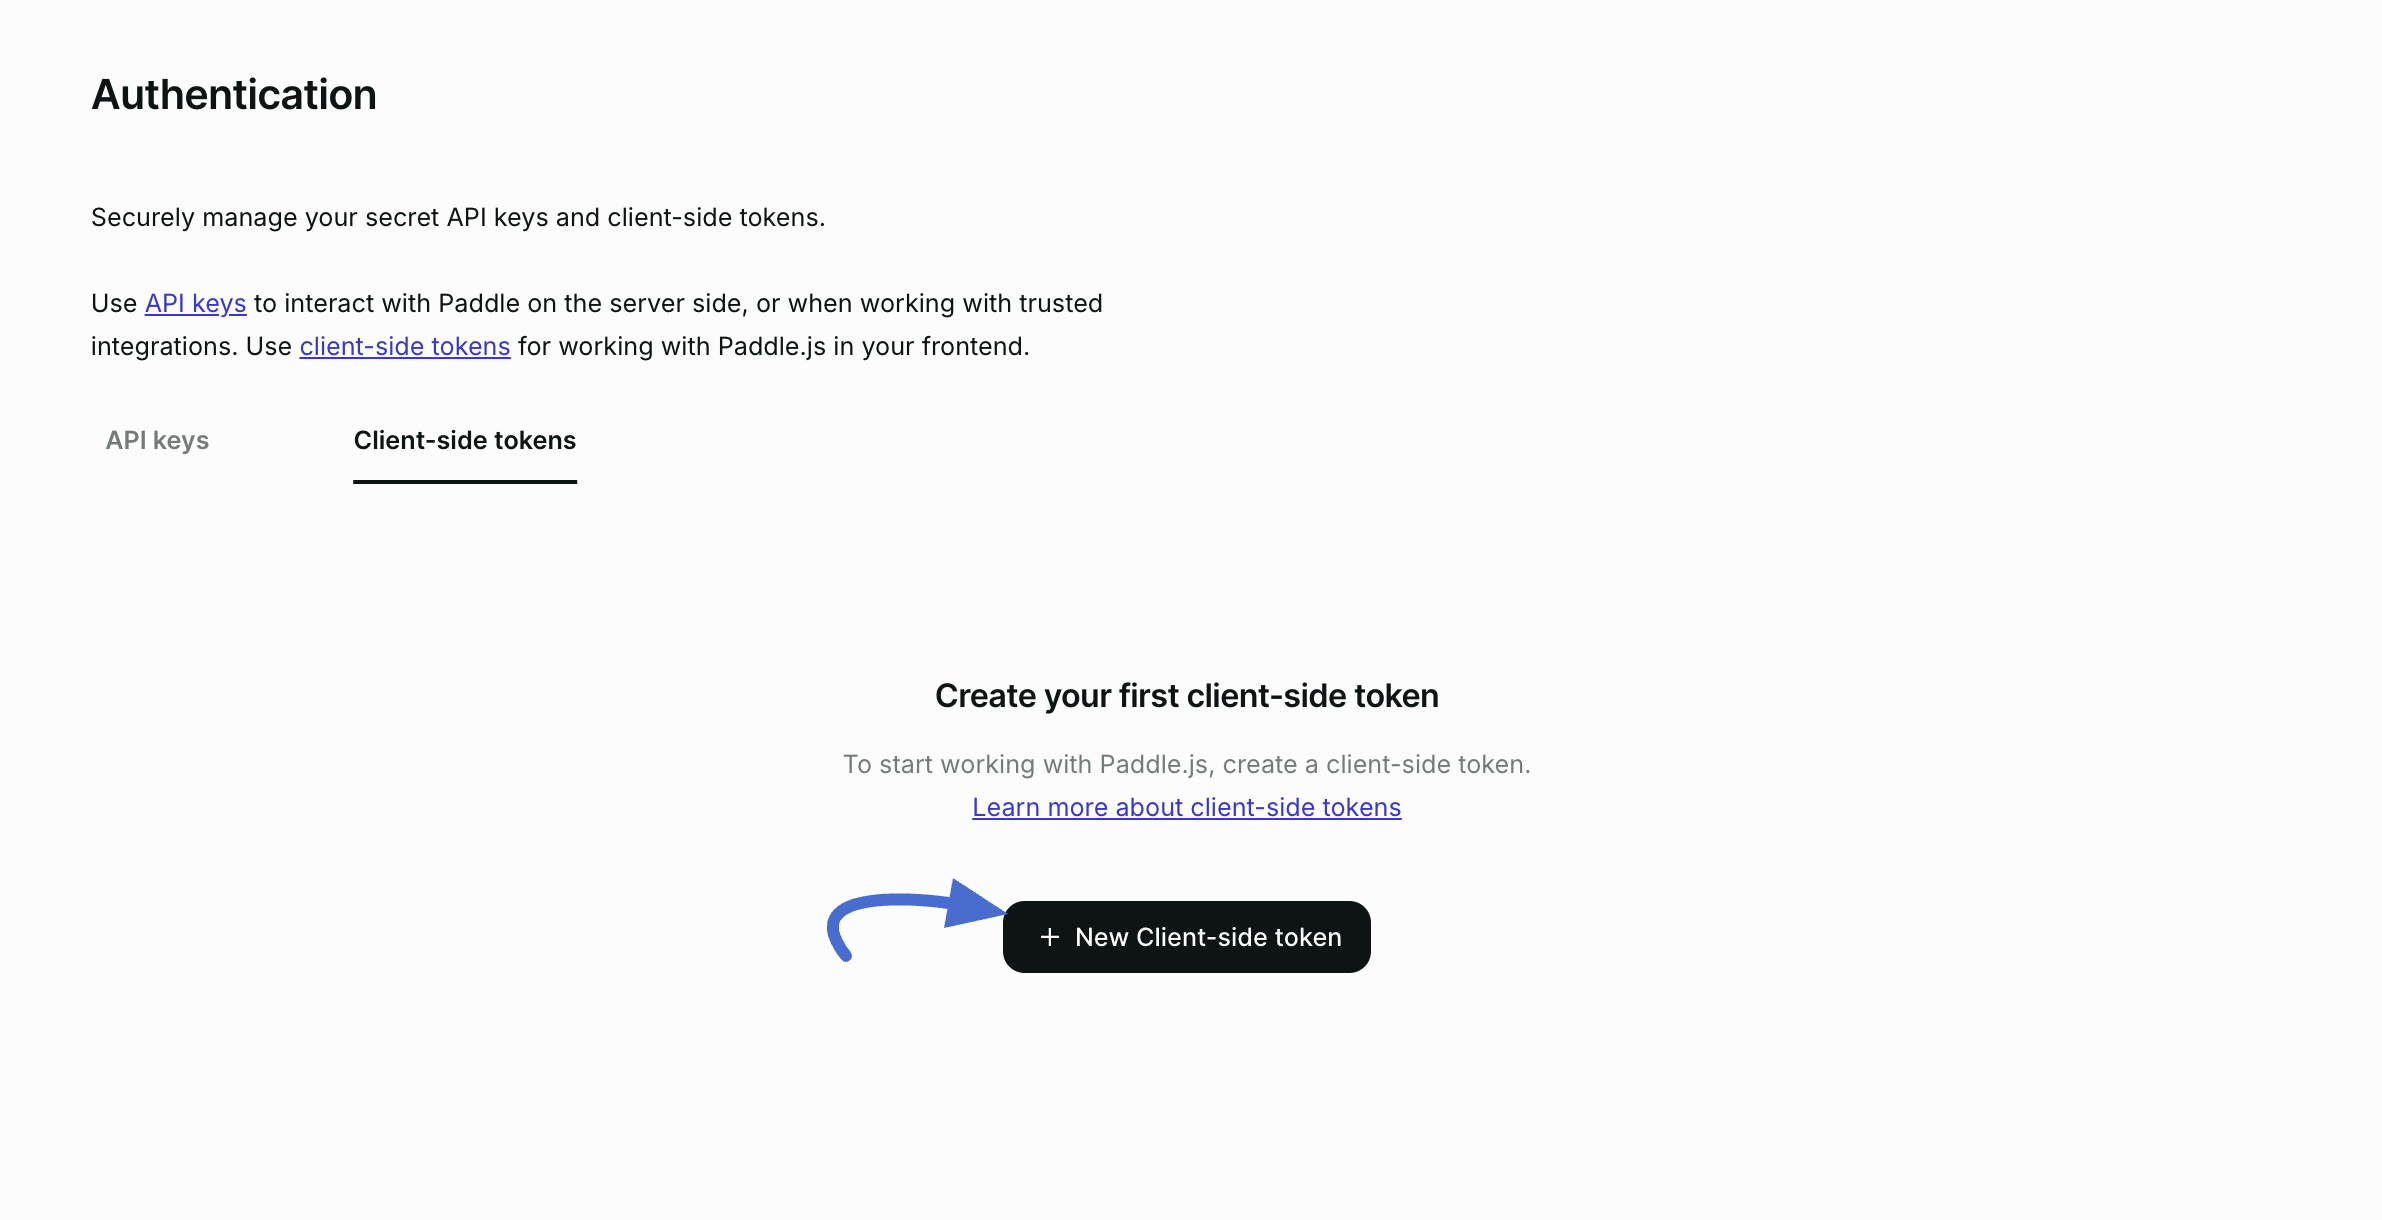 Authentication
Securely manage your secret API keys and client-side tokens.
Use API keys to interact with Paddle on the server side, or when working with trusted
integrations. Use client-side tokens for working with Paddle.js in your frontend.
API keys
Client-side tokens
Create your first client-side token
To start working with Paddle.js, create a client-side token.
Learn more about client-side tokens
+ New Client-side token